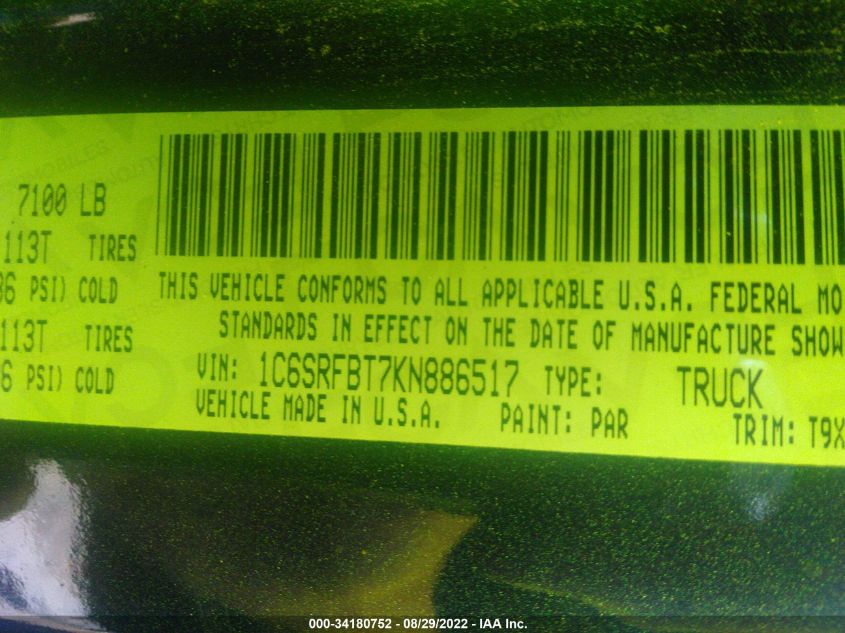 7100 LB
113T TIRES
36 PSI) COLD
113T TIRES
6 PSI) COLD
THIS VEHICLE CONFORMS TO ALL APPLICABLE U.S.A. FEDERAL MO
STANDARDS IN EFFECT ON THE DATE OF MANUFACTURE SHOW
VIN: 1C6SRFBT7KN886517 TYPE: TRUCK
VEHICLE MADE IN U.S.A. PAINT: PAR TRIM: T9X
000-34180752 - 08/29/2022 - IAA Inc.